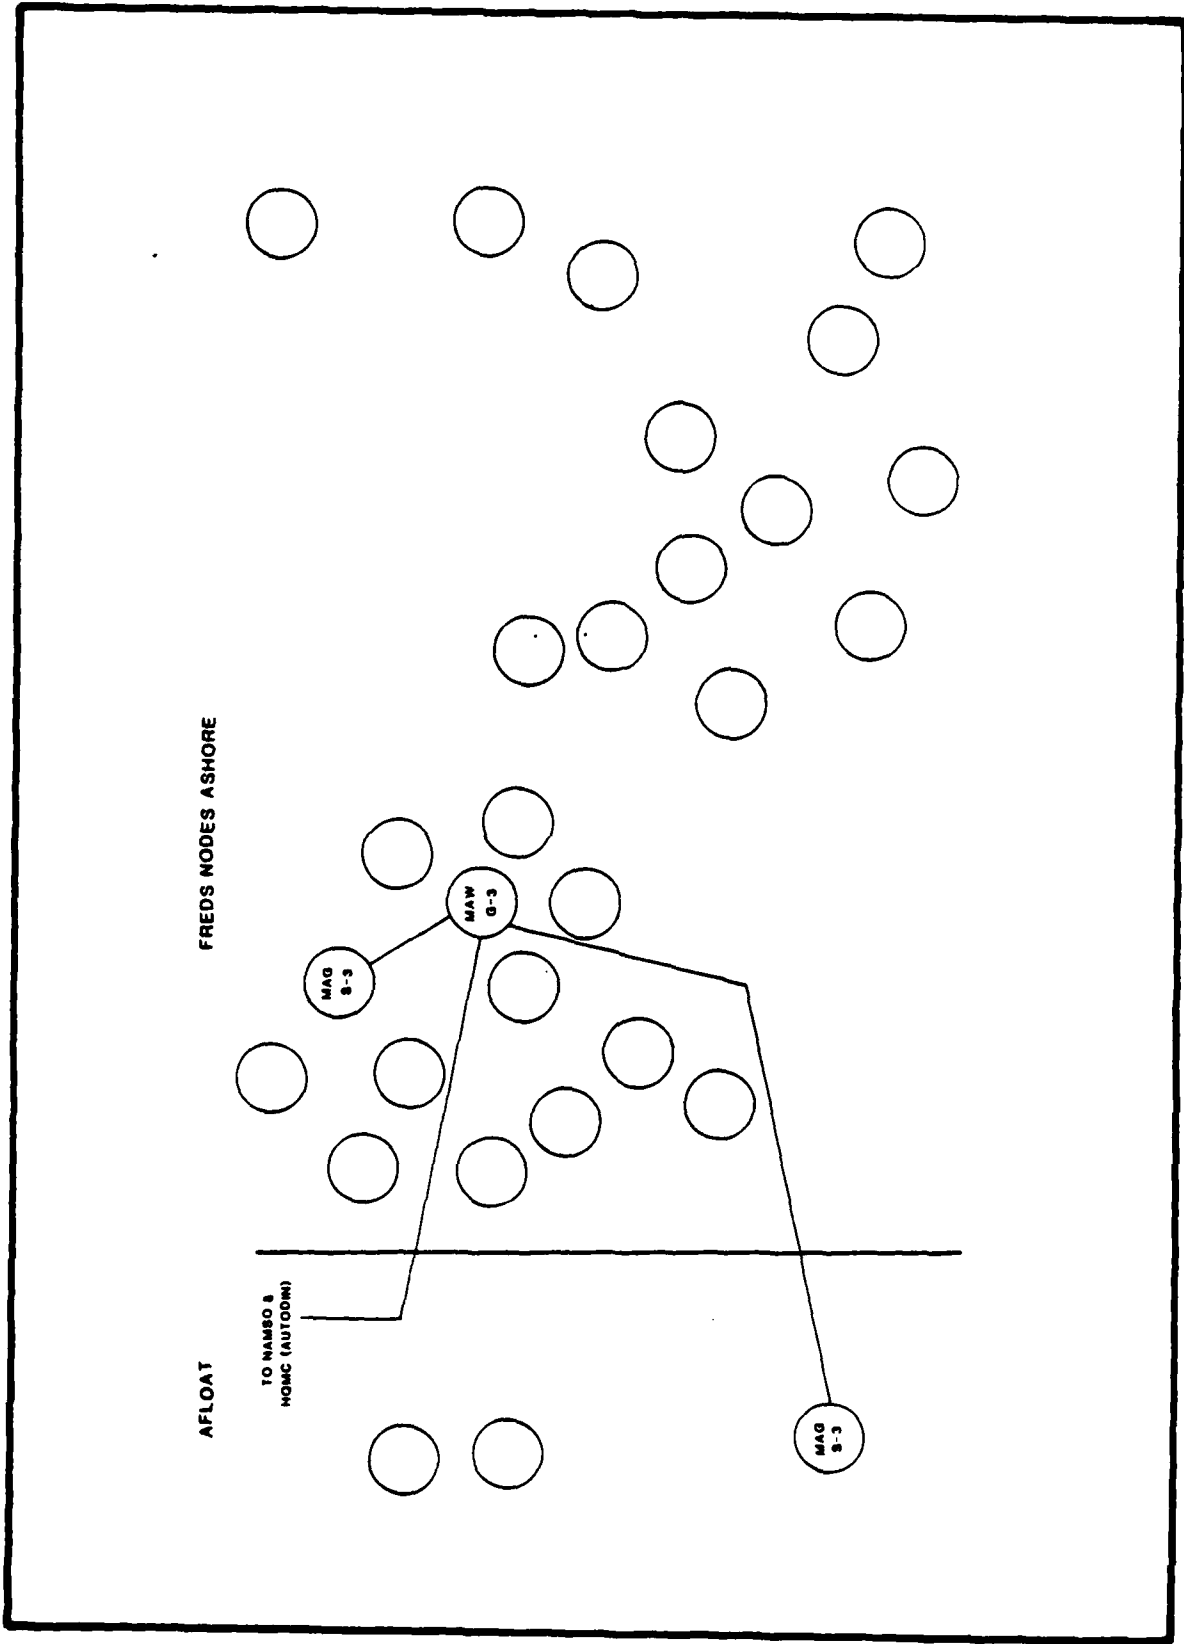 AFLOAT
FREDS NODES ASHORE
TO NAMSO &
HQMC (AUTODIN)
MAG
S-3
MAW
G-3
MAG
S-3